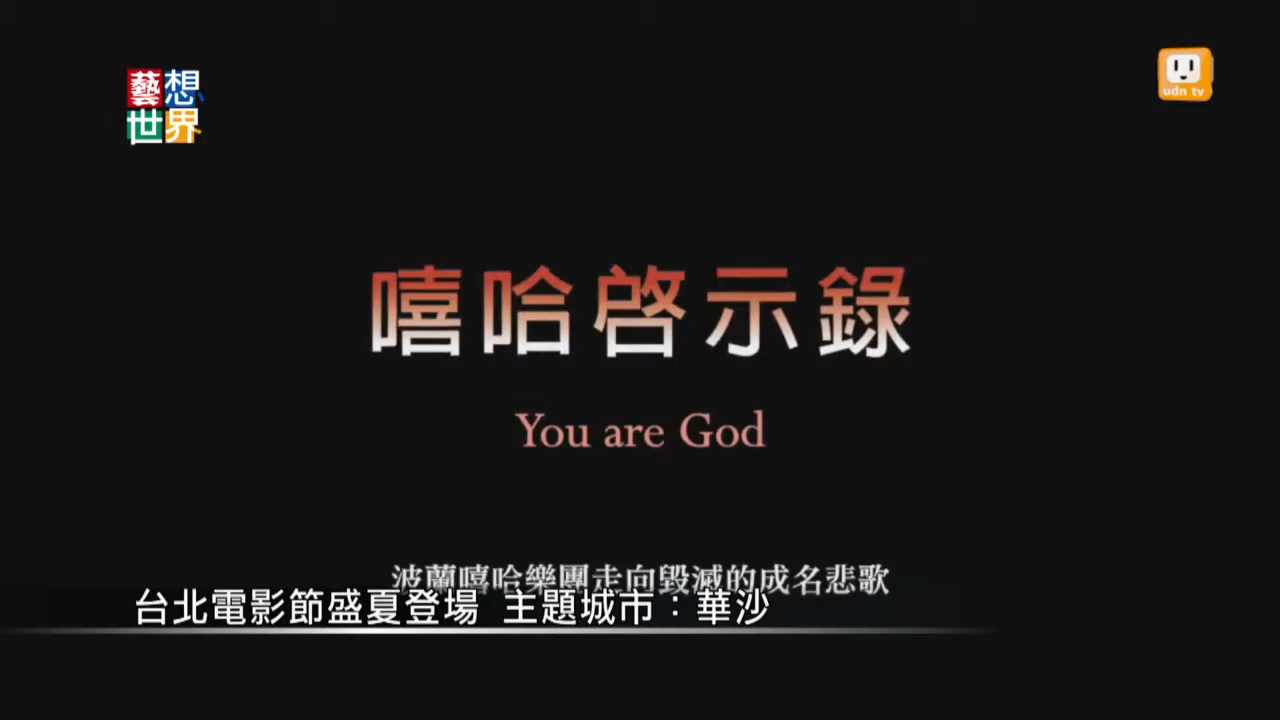 藝想
世界
udn tv
嘻哈啓示錄
You are God
波蘭嘻哈樂團走向毀滅的成名悲歌
台北電影節盛夏登場 主題城市：華沙